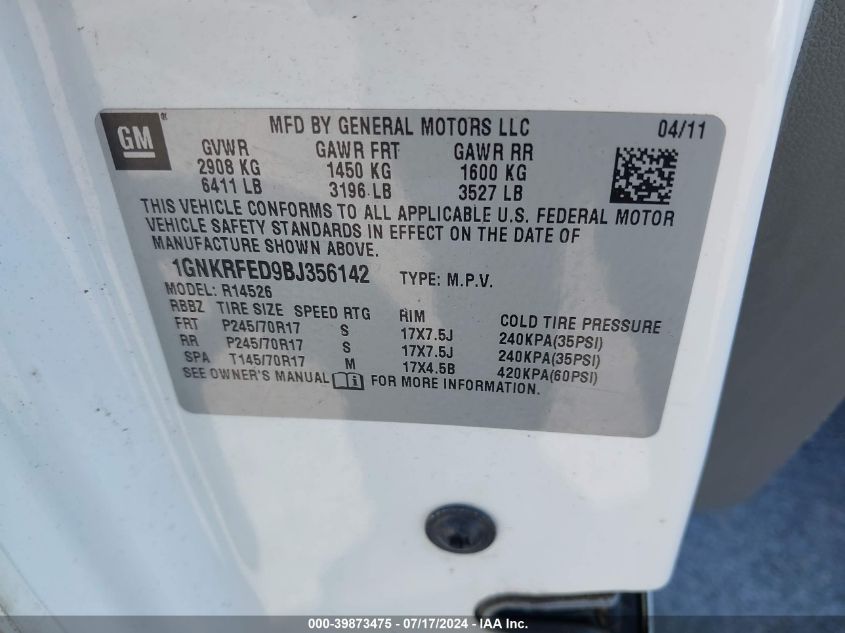 GM® MFD BY GENERAL MOTORS LLC 04/11
GVWR GAWR FRT GAWR RR
2908 KG 1450 KG 1600 KG
6411 LB 3196 LB 3527 LB
THIS VEHICLE CONFORMS TO ALL APPLICABLE U.S. FEDERAL MOTOR
VEHICLE SAFETY STANDARDS IN EFFECT ON THE DATE OF
MANUFACTURE SHOWN ABOVE.
1GNKRFED9BJ356142 TYPE: M.P.V.
MODEL: R14526
RBBZ TIRE SIZE SPEED RTG RIM COLD TIRE PRESSURE
FRT P245/70R17 S 17X7.5J 240KPA(35PSI)
RR P245/70R17 S 17X7.5J 240KPA(35PSI)
SPA T145/70R17 M 17X4.5B 420KPA(60PSI)
SEE OWNER'S MANUAL i FOR MORE INFORMATION.
000-39873475 - 07/17/2024 - IAA Inc.